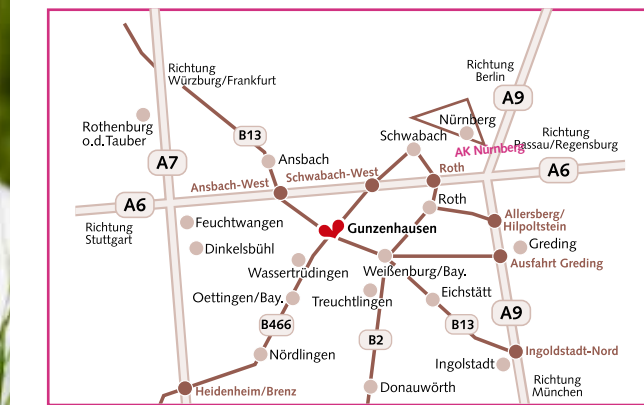 Richtung
Berlin
A9
Richtung
Würzburg/Frankfurt
Nürnberg
Rothenburg
o.d.Tauber
B13
Schwabach
AK Nürnberg
Richtung
Passau/Regensburg
A7
Ansbach
Ansbach-West
Schwabach-West
Roth
A6
A6
Roth
Richtung
Stuttgart
Feuchtwangen
Gunzenhausen
Allersberg/
Hilpoltstein
Dinkelsbühl
Greding
Wassertrüdingen
Weißenburg/Bay.
Ausfahrt Greding
Oettingen/Bay.
Treuchtlingen
Eichstätt
A9
B466
B2
B13
Nördlingen
Ingoldstadt-Nord
Ingolstadt
Heidenheim/Brenz
Donauwörth
Richtung
München